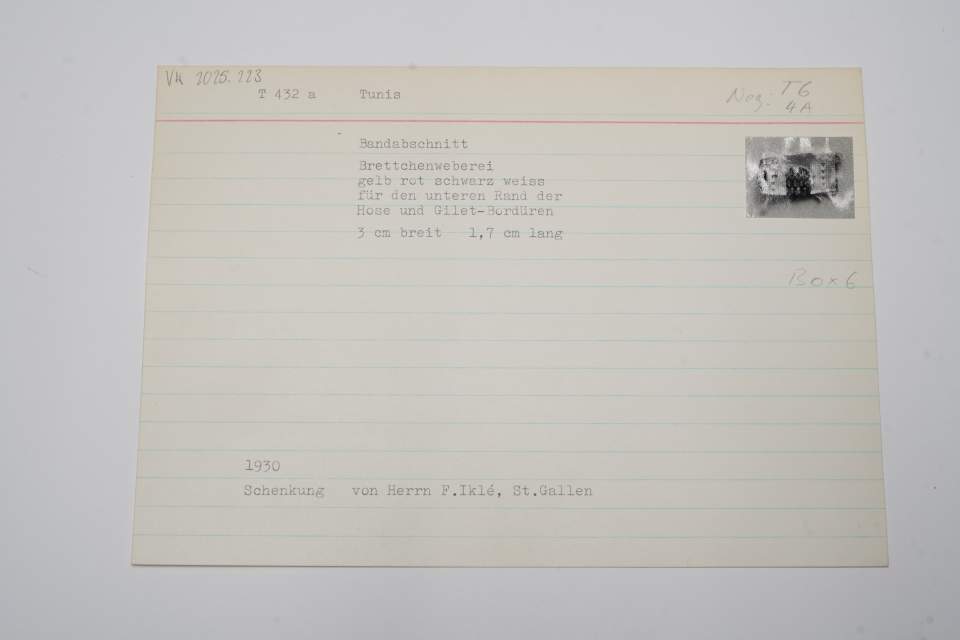 VK 2025.223
T 432 a Tunis
Neg: T6
4A
Bandabschnitt
Brettchenweberei
gelb rot schwarz weiss
für den unteren Rand der
Hose und Gilet-Bordüren
3 cm breit 1,7 cm lang
Box 6
1930
Schenkung von Herrn F.Iklé, St.Gallen